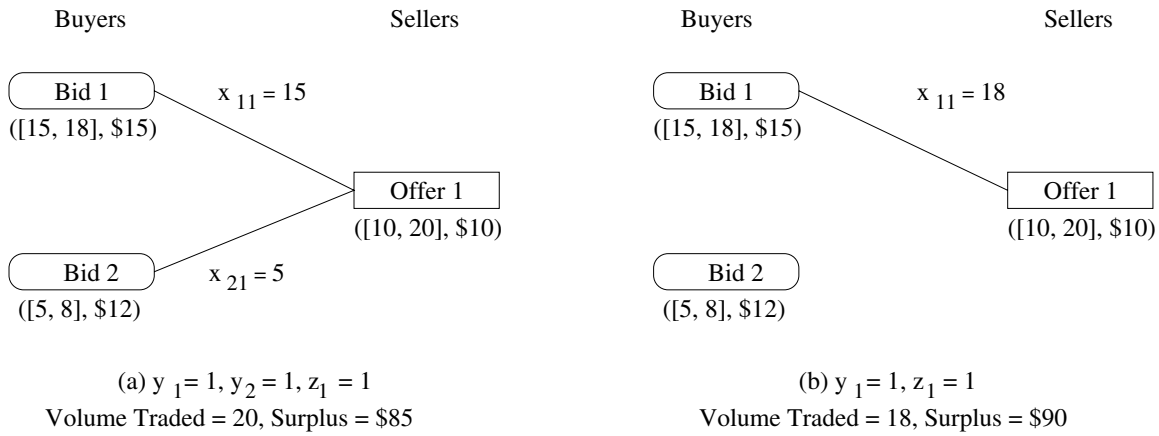 Buyers Sellers
Bid 1
([15, 18], $15)
x 11 = 15
Offer 1
([10, 20], $10)
Bid 2
([5, 8], $12)
x 21 = 5
(a) y 1 = 1, y 2 = 1, z 1 = 1
Volume Traded = 20, Surplus = $85
Buyers Sellers
Bid 1
([15, 18], $15)
x 11 = 18
Offer 1
([10, 20], $10)
Bid 2
([5, 8], $12)
(b) y 1 = 1, z 1 = 1
Volume Traded = 18, Surplus = $90